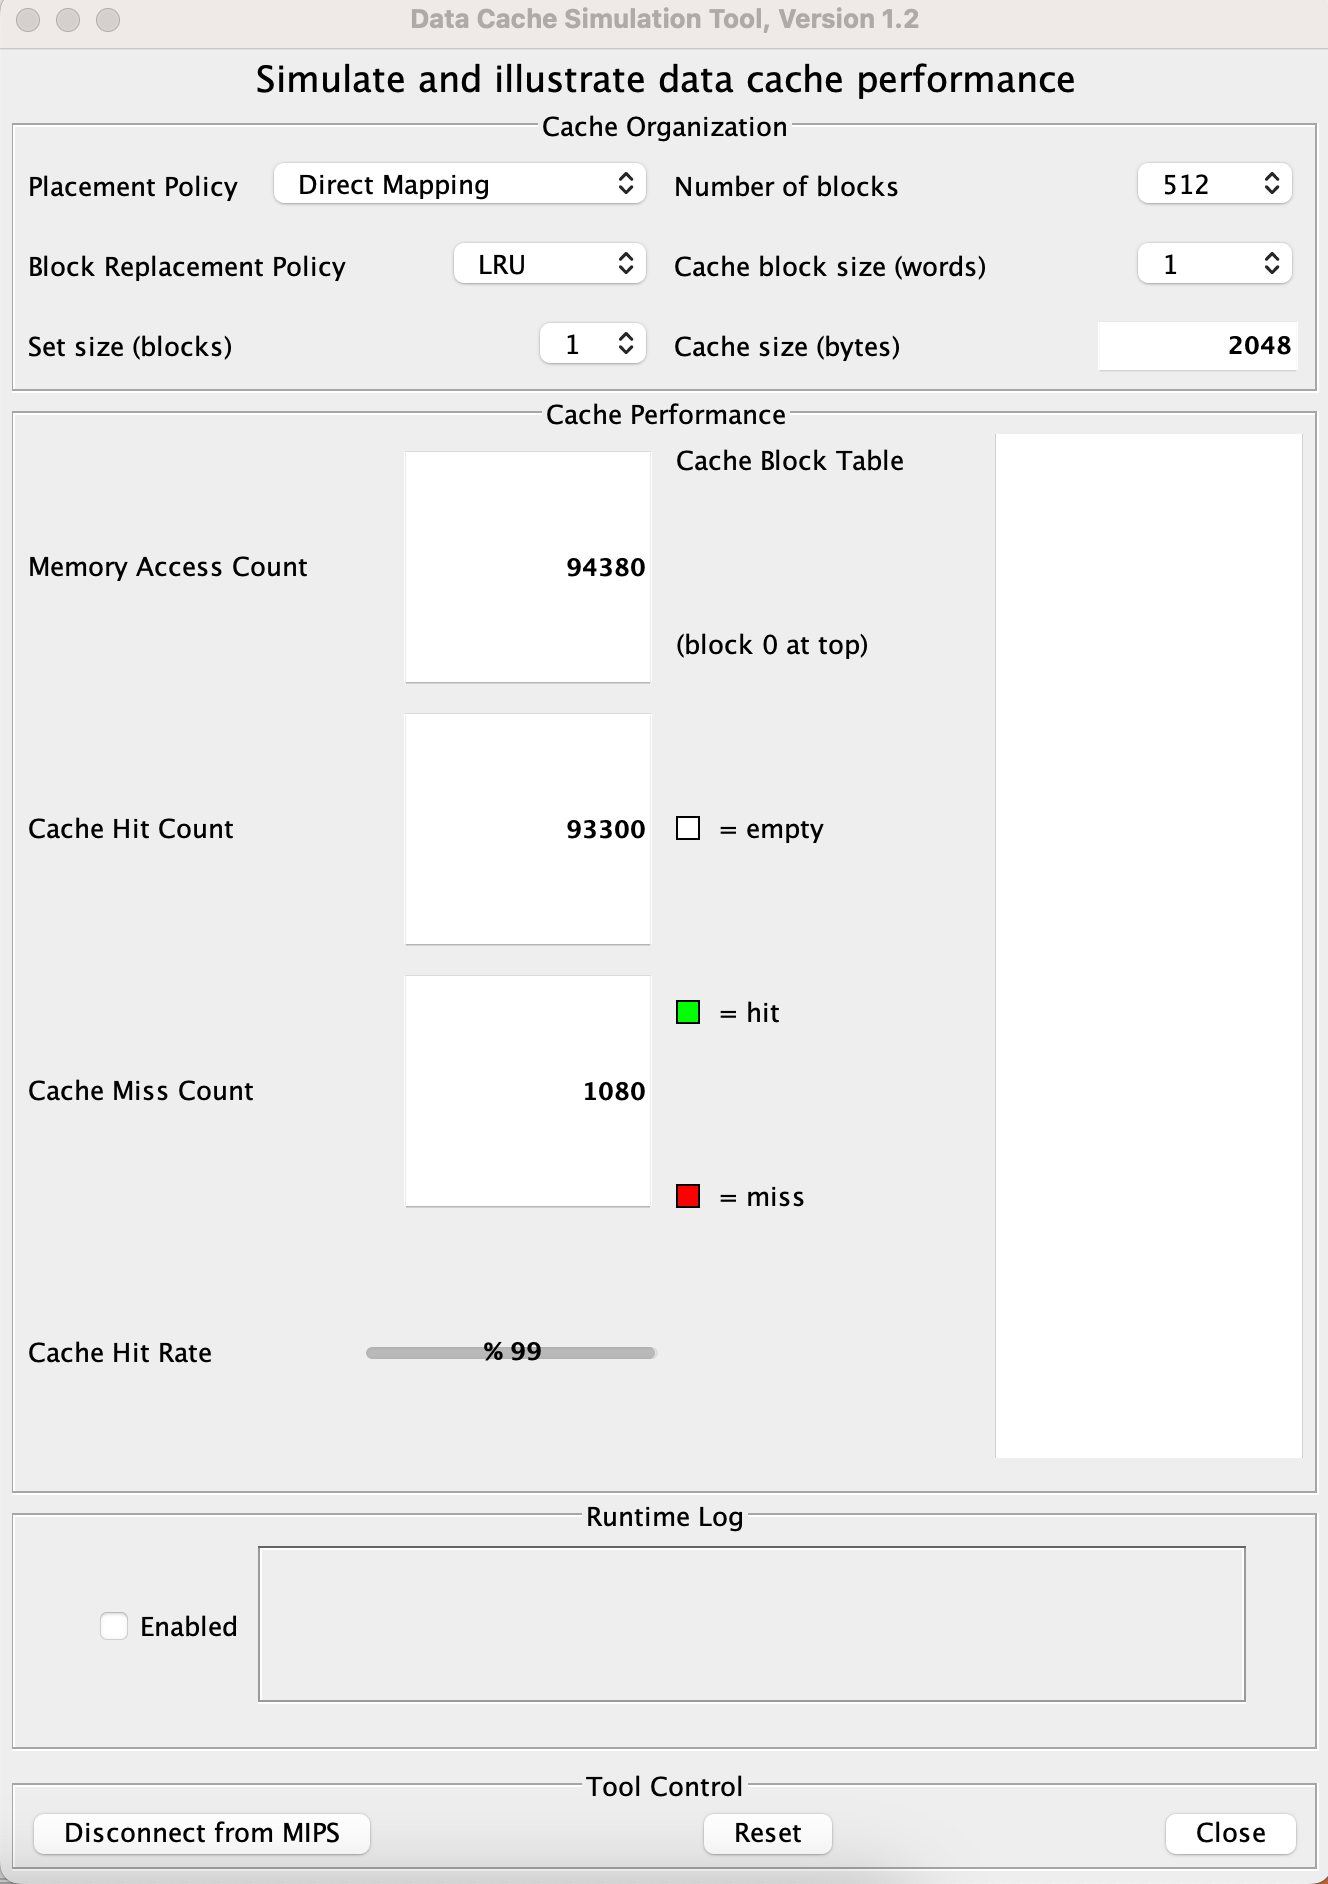 Data Cache Simulation Tool, Version 1.2
Simulate and illustrate data cache performance
Cache Organization
Placement Policy Direct Mapping Number of blocks 512
Block Replacement Policy LRU Cache block size (words) 1
Set size (blocks) 1 Cache size (bytes) 2048
Cache Performance
Cache Block Table
Memory Access Count 94380
(block 0 at top)
Cache Hit Count 93300 = empty
= hit
Cache Miss Count 1080
= miss
Cache Hit Rate % 99
Runtime Log
Enabled
Tool Control
Disconnect from MIPS Reset Close